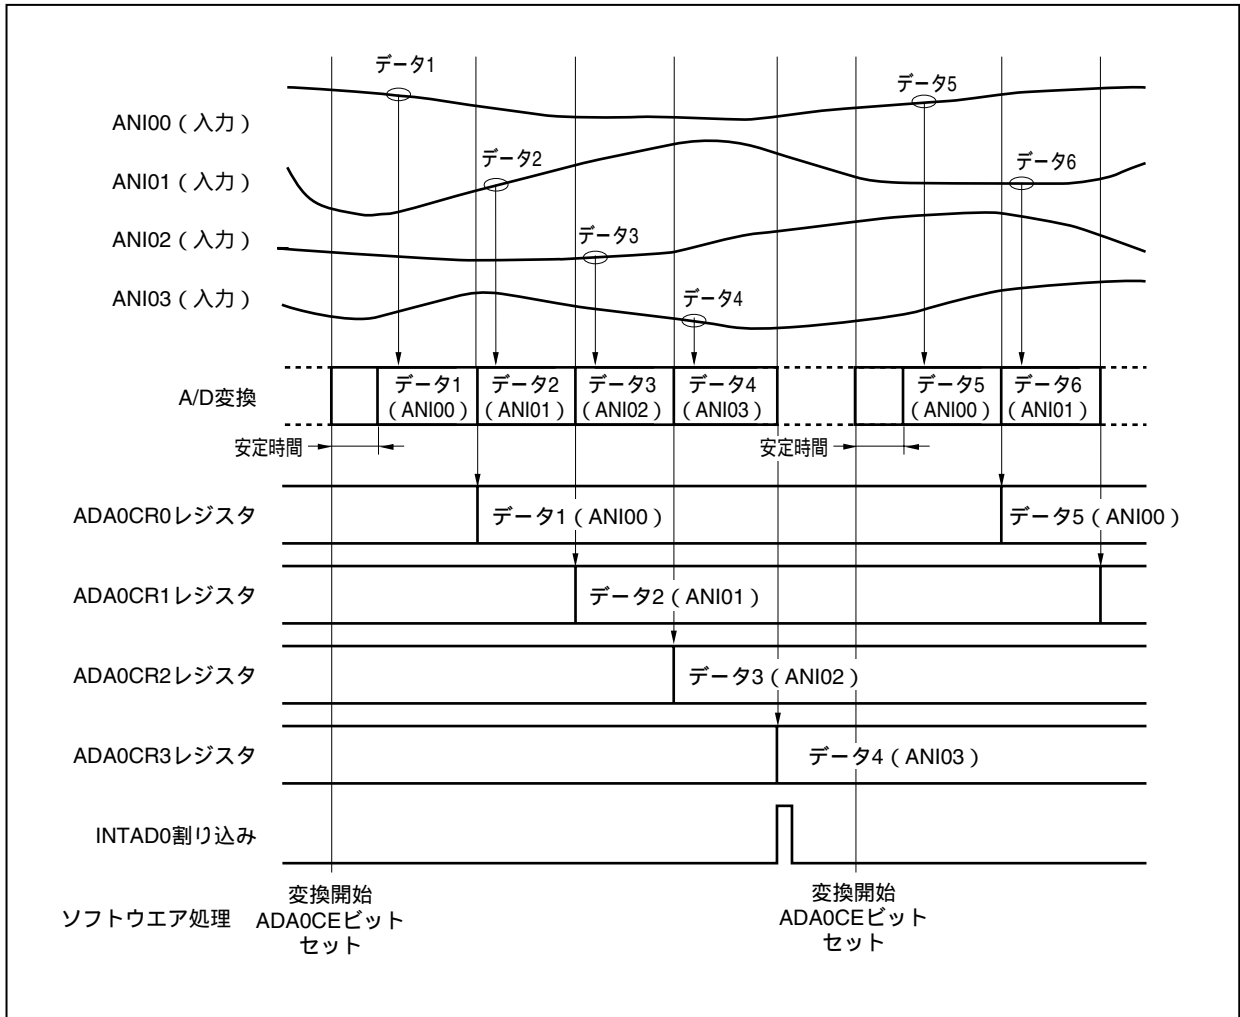 データ1
データ5
ANI00（入力）
データ2
データ6
ANI01（入力）
データ3
ANI02（入力）
データ4
ANI03（入力）
A/D変換
データ1
(ANI00)
データ2
(ANI01)
データ3
(ANI02)
データ4
(ANI03)
データ5
(ANI00)
データ6
(ANI01)
安定時間
安定時間
ADA0CR0レジスタ
データ1（ANI00）
データ5（ANI00）
ADA0CR1レジスタ
データ2（ANI01）
ADA0CR2レジスタ
データ3（ANI02）
ADA0CR3レジスタ
データ4（ANI03）
INTAD0割り込み
ソフトウエア処理
変換開始
ADA0CEビット
セット
変換開始
ADA0CEビット
セット